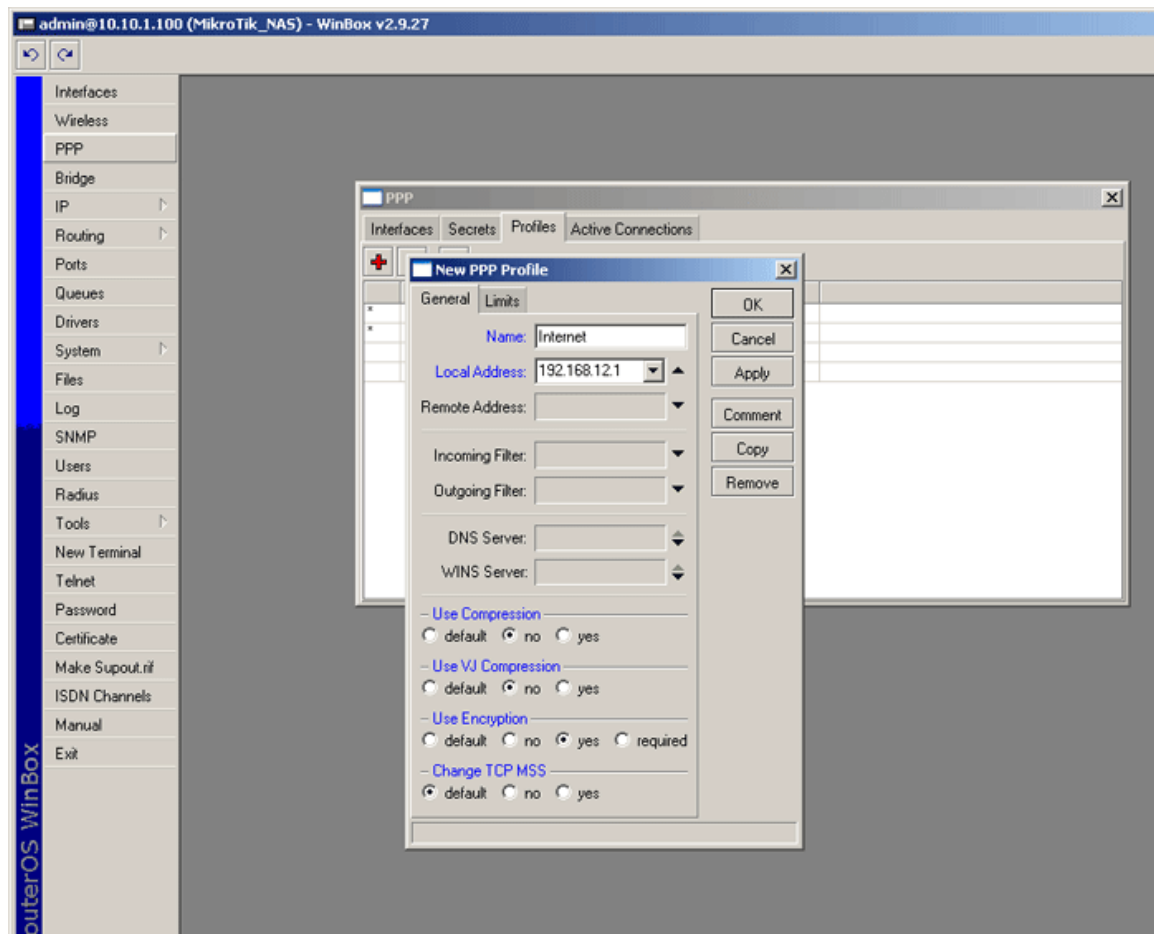 admin@10.10.1.100 (MikroTik_NAS) - WinBox v2.9.27
Interfaces
Wireless
PPP
Bridge
IP
Routing
Ports
Queues
Drivers
System
Files
Log
SNMP
Users
Radius
Tools
New Terminal
Telnet
Password
Certificate
Make Supout.rif
ISDN Channels
Manual
Exit
outerOS WinBox
PPP
Interfaces Secrets Profiles Active Connections
*
*
New PPP Profile
General Limits
Name: Internet
Local Address: 192.168.12.1
Remote Address:
Incoming Filter:
Outgoing Filter:
DNS Server:
WINS Server:
Use Compression
default no yes
Use VJ Compression
default no yes
Use Encryption
default no yes required
Change TCP MSS
default no yes
OK
Cancel
Apply
Comment
Copy
Remove